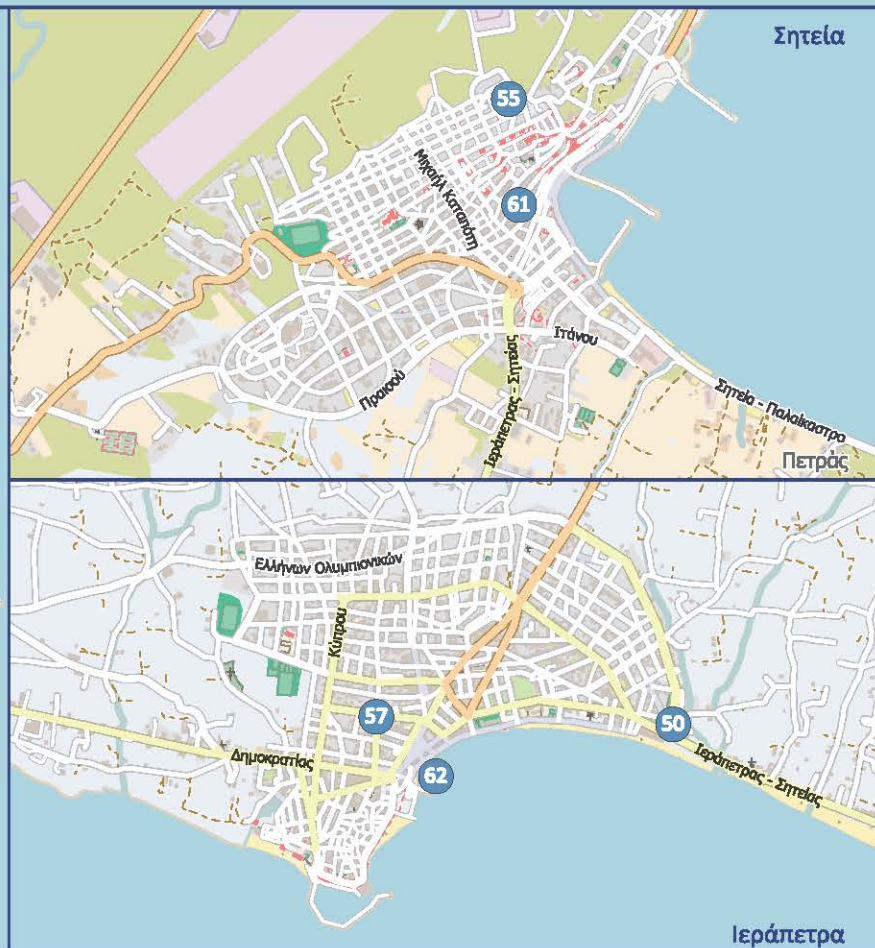 Σητεία
55
Μιχαήλ Καταπότη
61
Ιτάνου
Πραισού
Ιεράπετρας - Σητείας
Σητεία - Παλαίκαστρο
Πετράς
Ελλήνων Ολυμπιονικών
Κύπρου
57
50
Δημοκρατίας
62
Ιεράπετρας - Σητείας
Ιεράπετρα